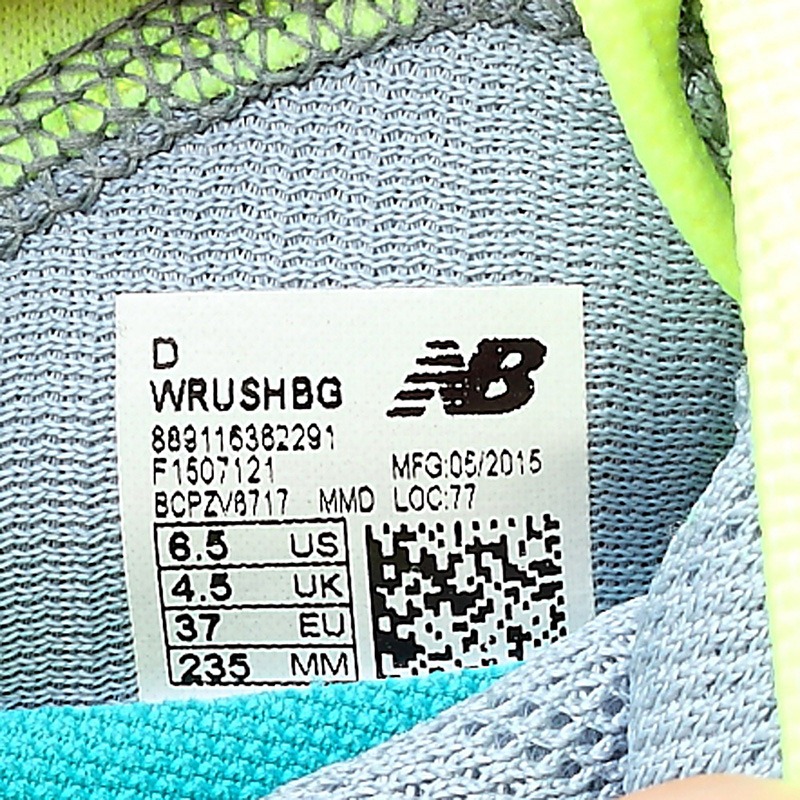 D
WRUSHBG
NB
889116362291
F1507121
MFG:05/2015
BCPZV8717 MMD LOC:77
6.5 US
4.5 UK
37 EU
235 MM